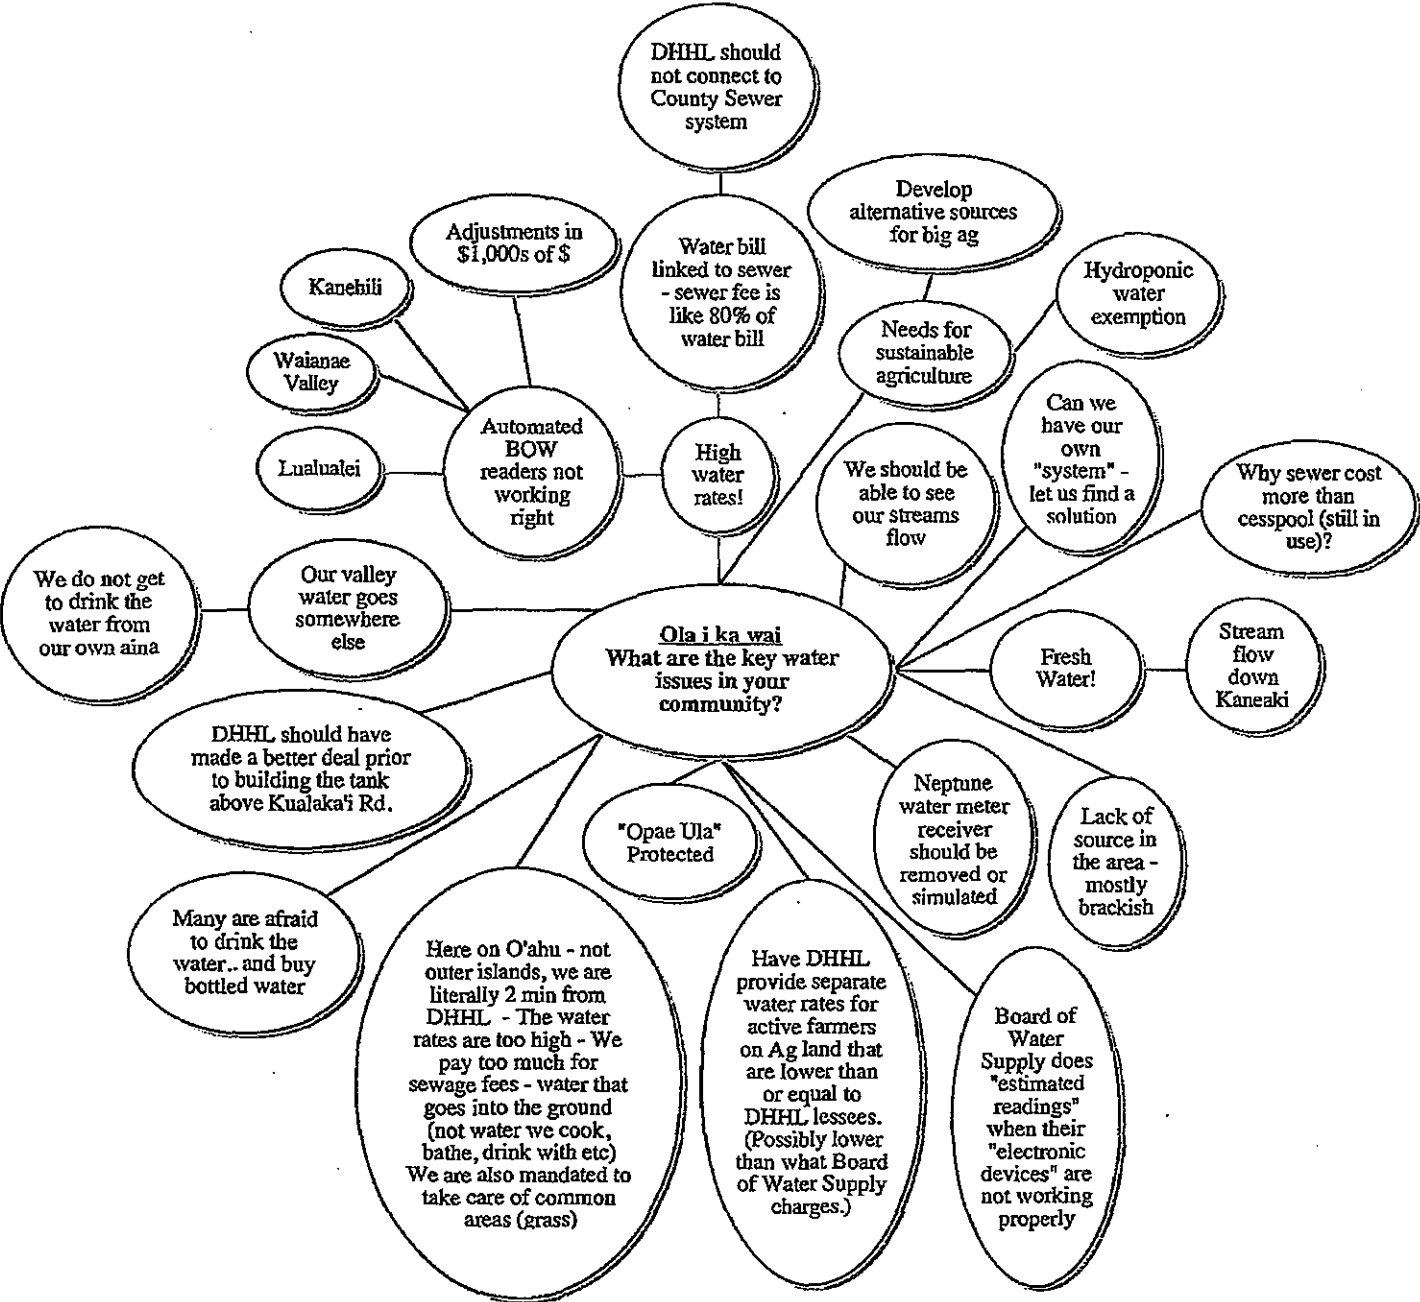 DHHL should
not connect to
County Sewer
system
Develop
alternative sources
for big ag
Adjustments in
$1,000s of $
Water bill
linked to sewer
- sewer fee is
like 80% of
water bill
Hydroponic
water
exemption
Kanehili
Needs for
sustainable
agriculture
Waianae
Valley
Can we
have our
own
"system" -
let us find a
solution
Automated
BOW
readers not
working
right
High
water
rates!
Lualualei
We should be
able to see
our streams
flow
Why sewer cost
more than
cesspool (still in
use)?
We do not get
to drink the
water from
our own aina
Our valley
water goes
somewhere
else
Ola i ka wai
What are the key water
issues in your
community?
Fresh
Water!
Stream
flow
down
Kaneaki
DHHL should have
made a better deal prior
to building the tank
above Kualaka'i Rd.
"Opae Ula"
Protected
Neptune
water meter
receiver
should be
removed or
simulated
Lack of
source in
the area -
mostly
brackish
Many are afraid
to drink the
water.. and buy
bottled water
Here on O'ahu - not
outer islands, we are
literally 2 min from
DHHL - The water
rates are too high - We
pay too much for
sewage fees - water that
goes into the ground
(not water we cook,
bathe, drink with etc)
We are also mandated to
take care of common
areas (grass)
Have DHHL
provide separate
water rates for
active farmers
on Ag land that
are lower than
or equal to
DHHL lessees.
(Possibly lower
than what Board
of Water Supply
charges.)
Board of
Water
Supply does
"estimated
readings"
when their
"electronic
devices" are
not working
properly